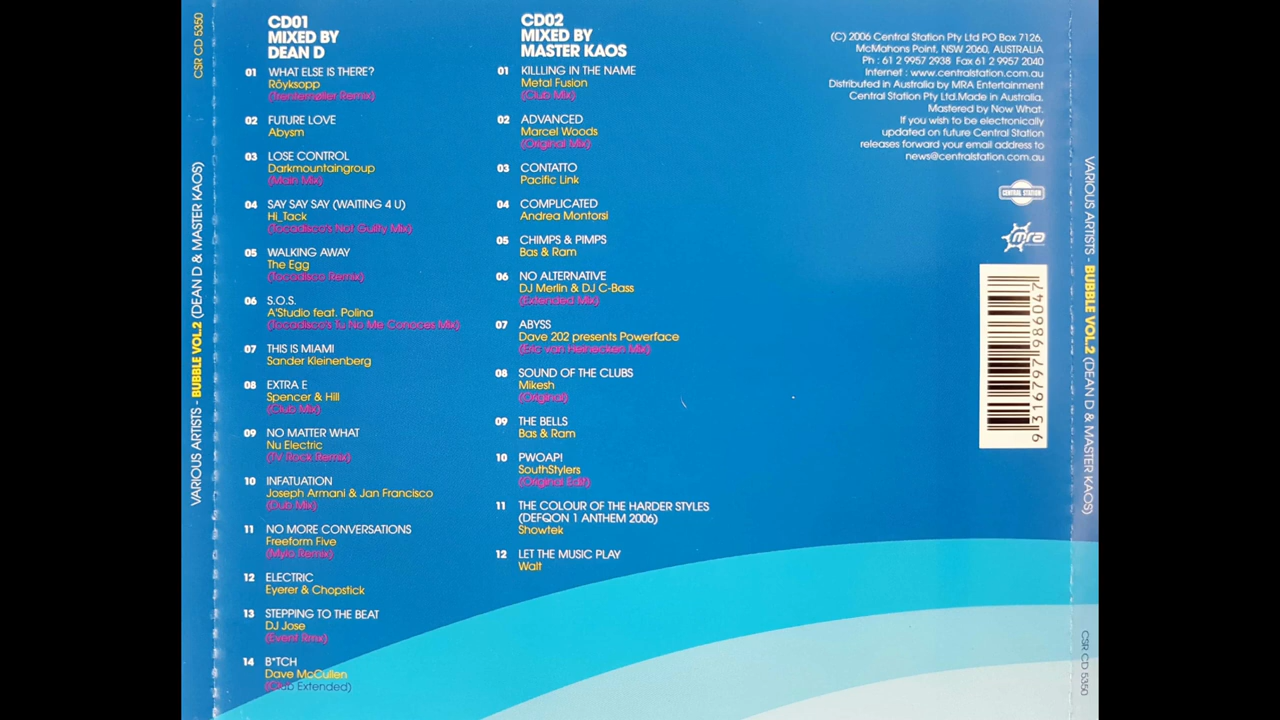 CSR CD 5350
VARIOUS ARTISTS - BUBBLE VOL.2 (DEAN D & MASTER KAOS)
CD01
MIXED BY
DEAN D
01 WHAT ELSE IS THERE?
Röyksopp
(Trentemøller Remix)
02 FUTURE LOVE
Abysm
03 LOSE CONTROL
Darkmountaingroup
(Main Mix)
04 SAY SAY SAY (WAITING 4 U)
Hi_Tack
(Tocadisco's Not Guilty Mix)
05 WALKING AWAY
The Egg
(Tocadisco Remix)
06 S.O.S.
A'Studio feat. Polina
(Tocadisco's Tu No Me Conoces Mix)
07 THIS IS MIAMI
Sander Kleinenberg
08 EXTRA E
Spencer & Hill
(Club Mix)
09 NO MATTER WHAT
Nu Electric
(TV Rock Remix)
10 INFATUATION
Joseph Armani & Jan Francisco
(Dub Mix)
11 NO MORE CONVERSATIONS
Freeform Five
(Mylo Remix)
12 ELECTRIC
Eyerer & Chopstick
13 STEPPING TO THE BEAT
DJ Jose
(Event Rmx)
14 B*TCH
Dave McCullen
(Club Extended)
CD02
MIXED BY
MASTER KAOS
01 KILLLING IN THE NAME
Metal Fusion
(Club Mix)
02 ADVANCED
Marcel Woods
(Original Mix)
03 CONTATTO
Pacific Link
04 COMPLICATED
Andrea Montorsi
05 CHIMPS & PIMPS
Bas & Ram
06 NO ALTERNATIVE
DJ Merlin & DJ C-Bass
(Extended Mix)
07 ABYSS
Dave 202 presents Powerface
(Eric van Heinecken Mix)
08 SOUND OF THE CLUBS
Mikesh
(Original)
09 THE BELLS
Bas & Ram
10 PWOAP!
SouthStylers
(Original Edit)
11 THE COLOUR OF THE HARDER STYLES
(DEFQON 1 ANTHEM 2006)
Showtek
12 LET THE MUSIC PLAY
Walt
(C) 2006 Central Station Pty Ltd PO Box 7126,
McMahons Point, NSW 2060, AUSTRALIA
Ph : 61 2 9957 2938 Fax 61 2 9957 2040
Internet : www.centralstation.com.au
Distributed in Australia by MRA Entertainment
Central Station Pty Ltd.Made in Australia.
Mastered by Now What.
If you wish to be electronically
updated on future Central Station
releases forward your email address to
news@centralstation.com.au
CENTRAL STATION
mra
9 316797 986047
VARIOUS ARTISTS - BUBBLE VOL.2 (DEAN D & MASTER KAOS)
CSR CD 5350